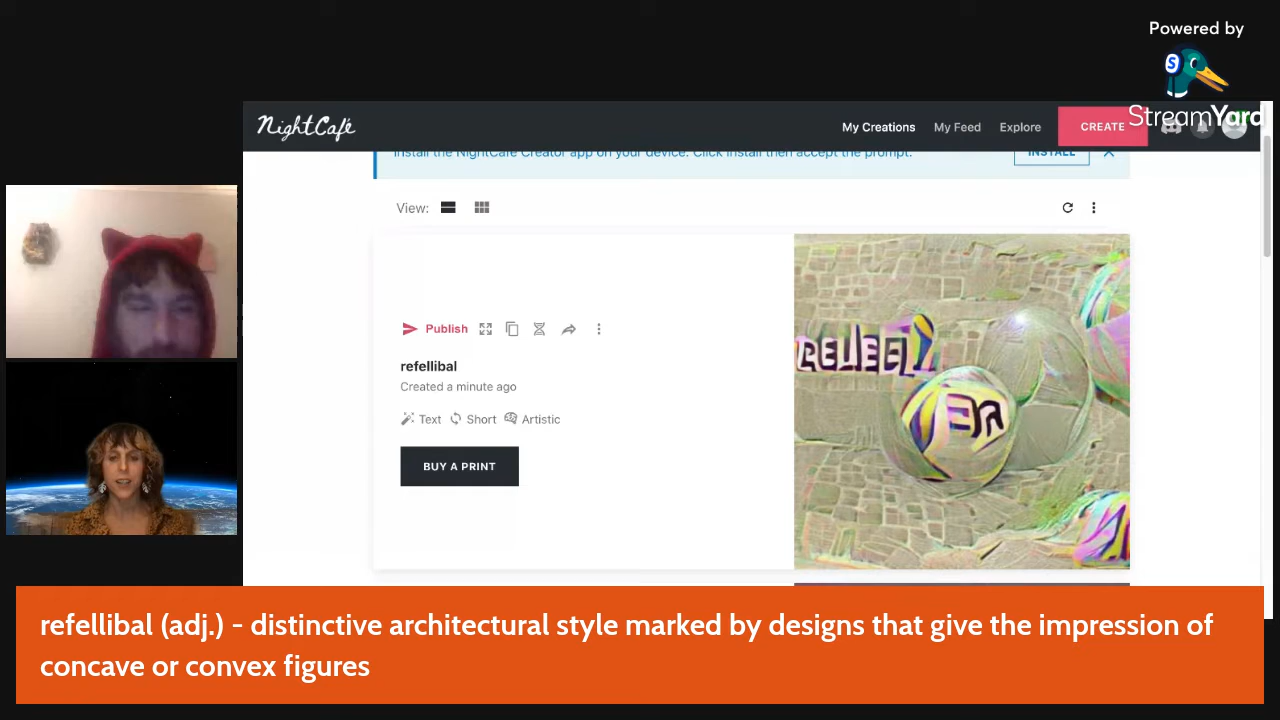 Powered by
StreamYard
NightCafé
My Creations My Feed Explore CREATE
Install the NightCafe Creator app on your device. Click install then accept the prompt. INSTALL
View:
Publish
refellibal
Created a minute ago
Text Short Artistic
BUY A PRINT
refellibal (adj.) - distinctive architectural style marked by designs that give the impression of
concave or convex figures